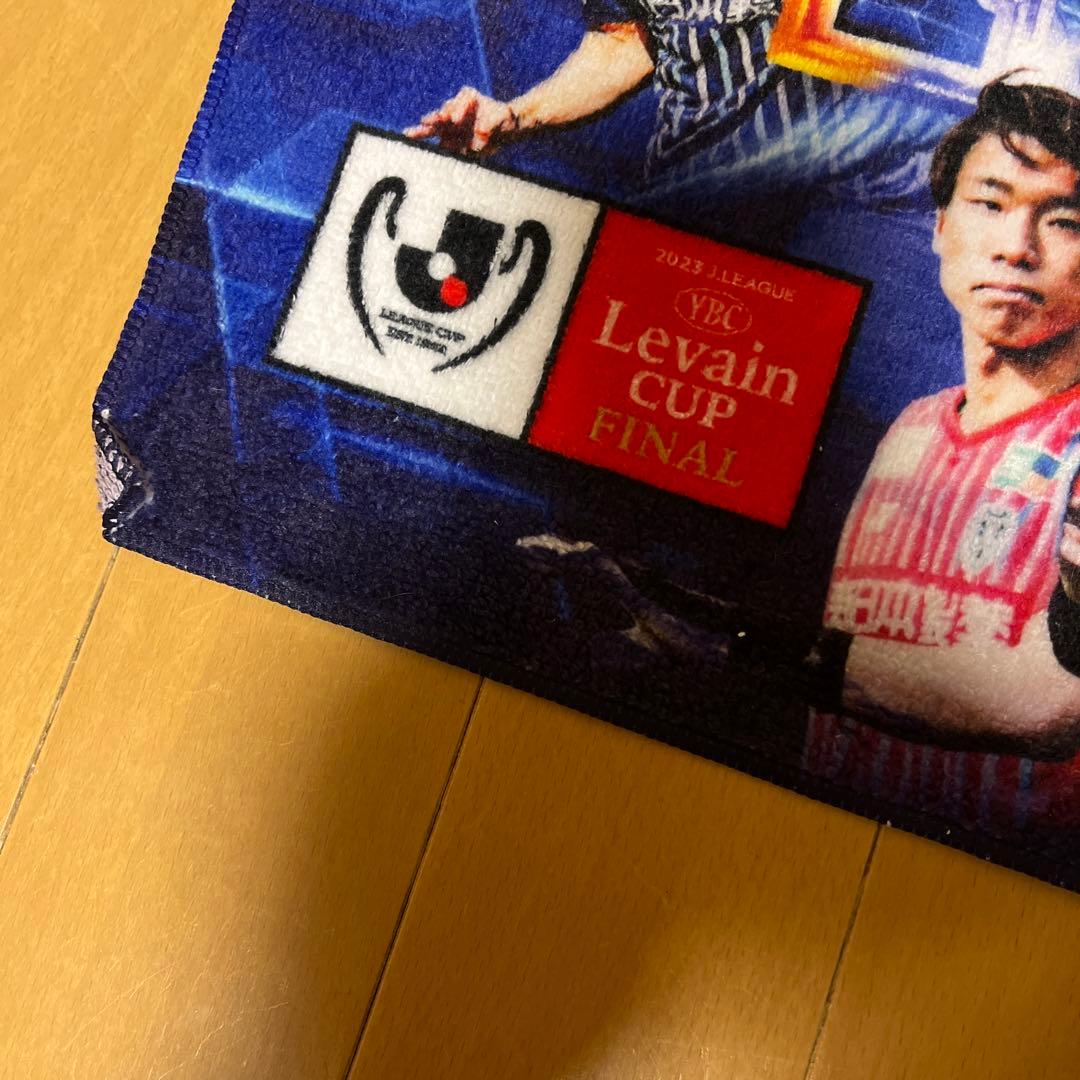 LEAGUE CUP
2023 J.LEAGUE
YBC
Levain
CUP
FINAL